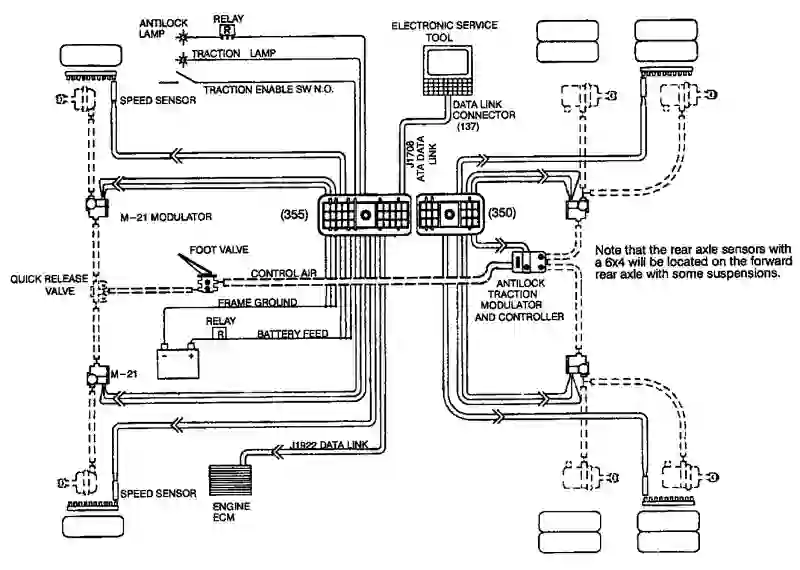 ANTILOCK
LAMP
RELAY
R
TRACTION LAMP
TRACTION ENABLE SW N.O.
SPEED SENSOR
ELECTRONIC SERVICE
TOOL
DATA LINK
CONNECTOR
(137)
J1708
ATA DATA
LINK
(355)
(350)
M-21 MODULATOR
FOOT VALVE
CONTROL AIR
QUICK RELEASE
VALVE
FRAME GROUND
RELAY
R
BATTERY FEED
- +
ANTILOCK
TRACTION
MODULATOR
AND CONTROLLER
Note that the rear axle sensors with
a 6x4 will be located on the forward
rear axle with some suspensions.
M-21
J1922 DATA LINK
SPEED SENSOR
ENGINE
ECM